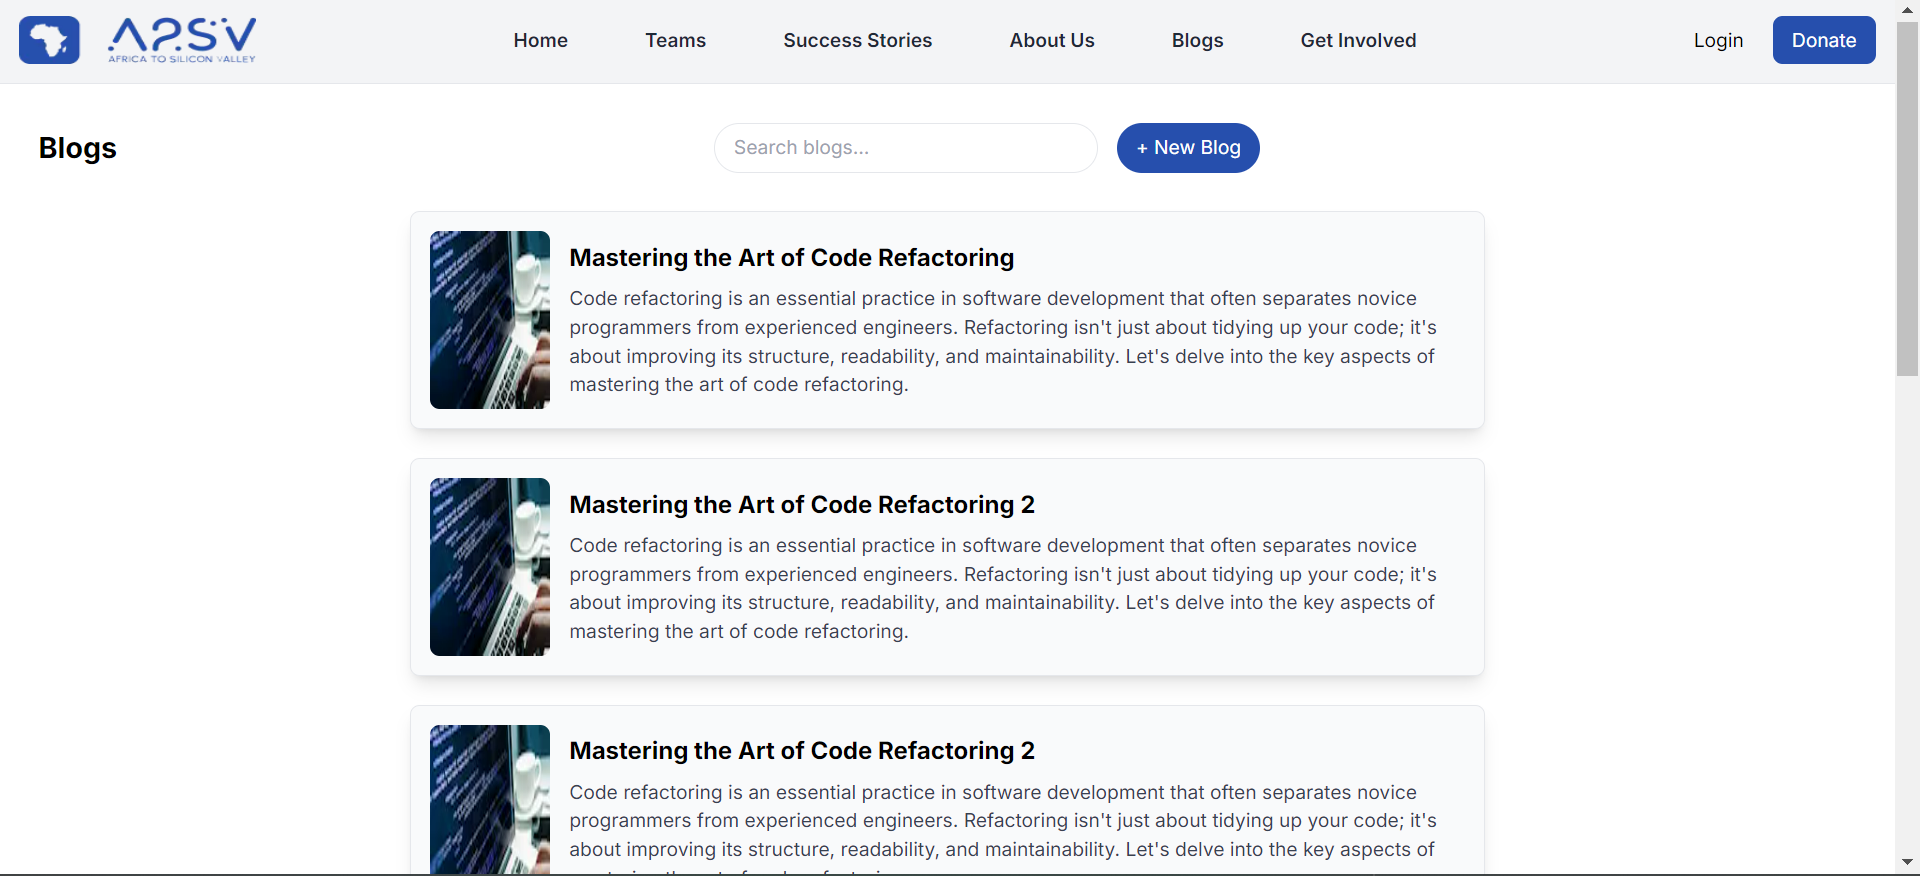 A2SV
AFRICA TO SILICON VALLEY
Home
Teams
Success Stories
About Us
Blogs
Get Involved
Login
Donate
Blogs
Search blogs...
+ New Blog
Mastering the Art of Code Refactoring
Code refactoring is an essential practice in software development that often separates novice
programmers from experienced engineers. Refactoring isn't just about tidying up your code; it's
about improving its structure, readability, and maintainability. Let's delve into the key aspects of
mastering the art of code refactoring.
Mastering the Art of Code Refactoring 2
Code refactoring is an essential practice in software development that often separates novice
programmers from experienced engineers. Refactoring isn't just about tidying up your code; it's
about improving its structure, readability, and maintainability. Let's delve into the key aspects of
mastering the art of code refactoring.
Mastering the Art of Code Refactoring 2
Code refactoring is an essential practice in software development that often separates novice
programmers from experienced engineers. Refactoring isn't just about tidying up your code; it's
about improving its structure, readability, and maintainability. Let's delve into the key aspects of